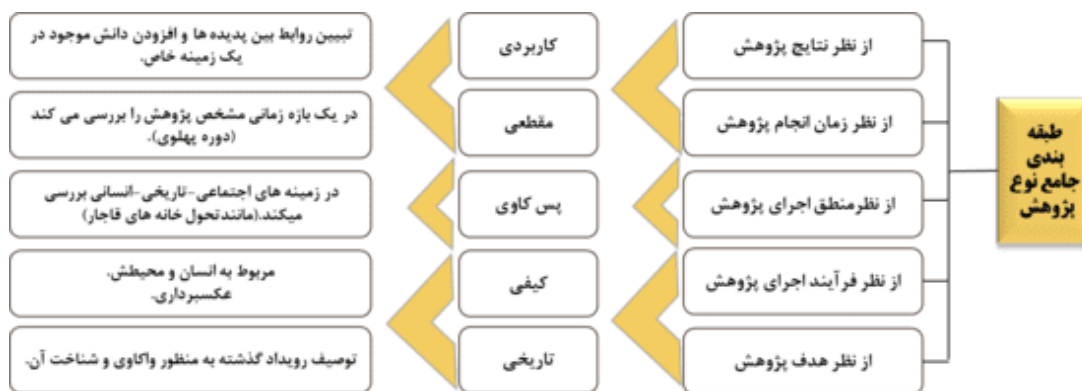 طبقه
بندی
جامع نوع
پژوهش
از نظر نتایج پژوهش
کاربردی
تبیین روابط بین پدیده ها و افزودن دانش موجود در
یک زمینه خاص.
از نظر زمان انجام پژوهش
مقطعی
در یک بازه زمانی مشخص پژوهش را بررسی می کند
(دوره پهلوی).
از نظرمنطق اجرای پژوهش
پس کاوی
در زمینه های اجتماعی-تاریخی-انسانی بررسی
میکند.(مانندتحول خانه های قاجار)
از نظر فرآیند اجرای پژوهش
کیفی
مربوط به انسان و محیطش.
عکسبرداری.
از نظر هدف پژوهش
تاریخی
توصیف رویداد گذشته به منظور واکاوی و شناخت آن.